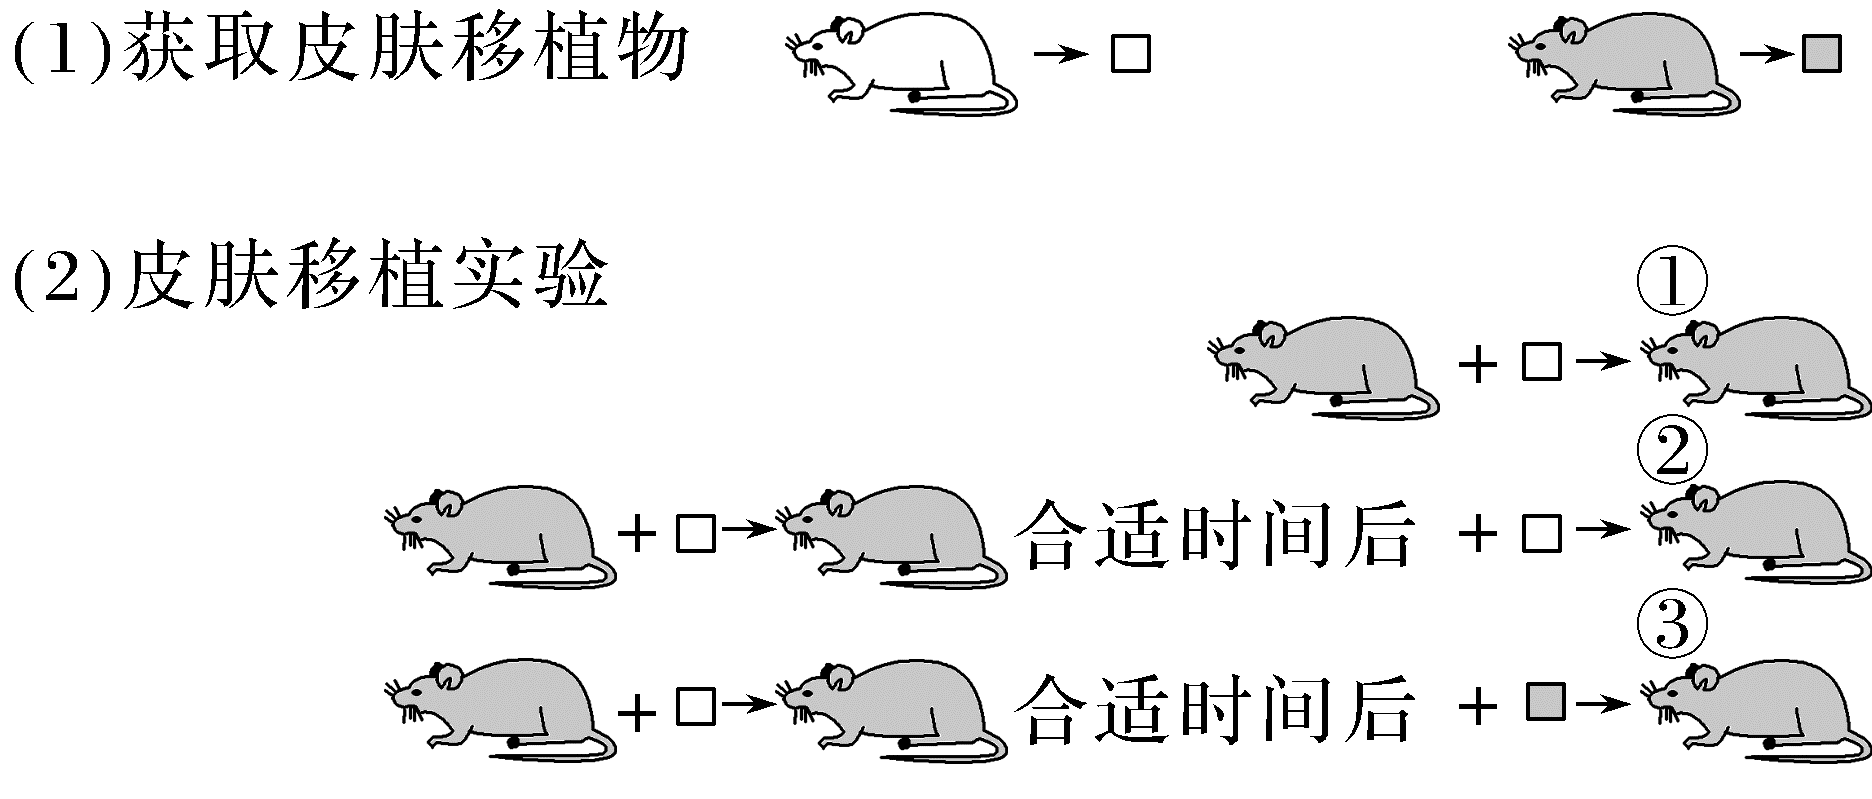 (1)获取皮肤移植物
(2)皮肤移植实验
①
+
②
+ 合适时间后 +
③
+ 合适时间后 +